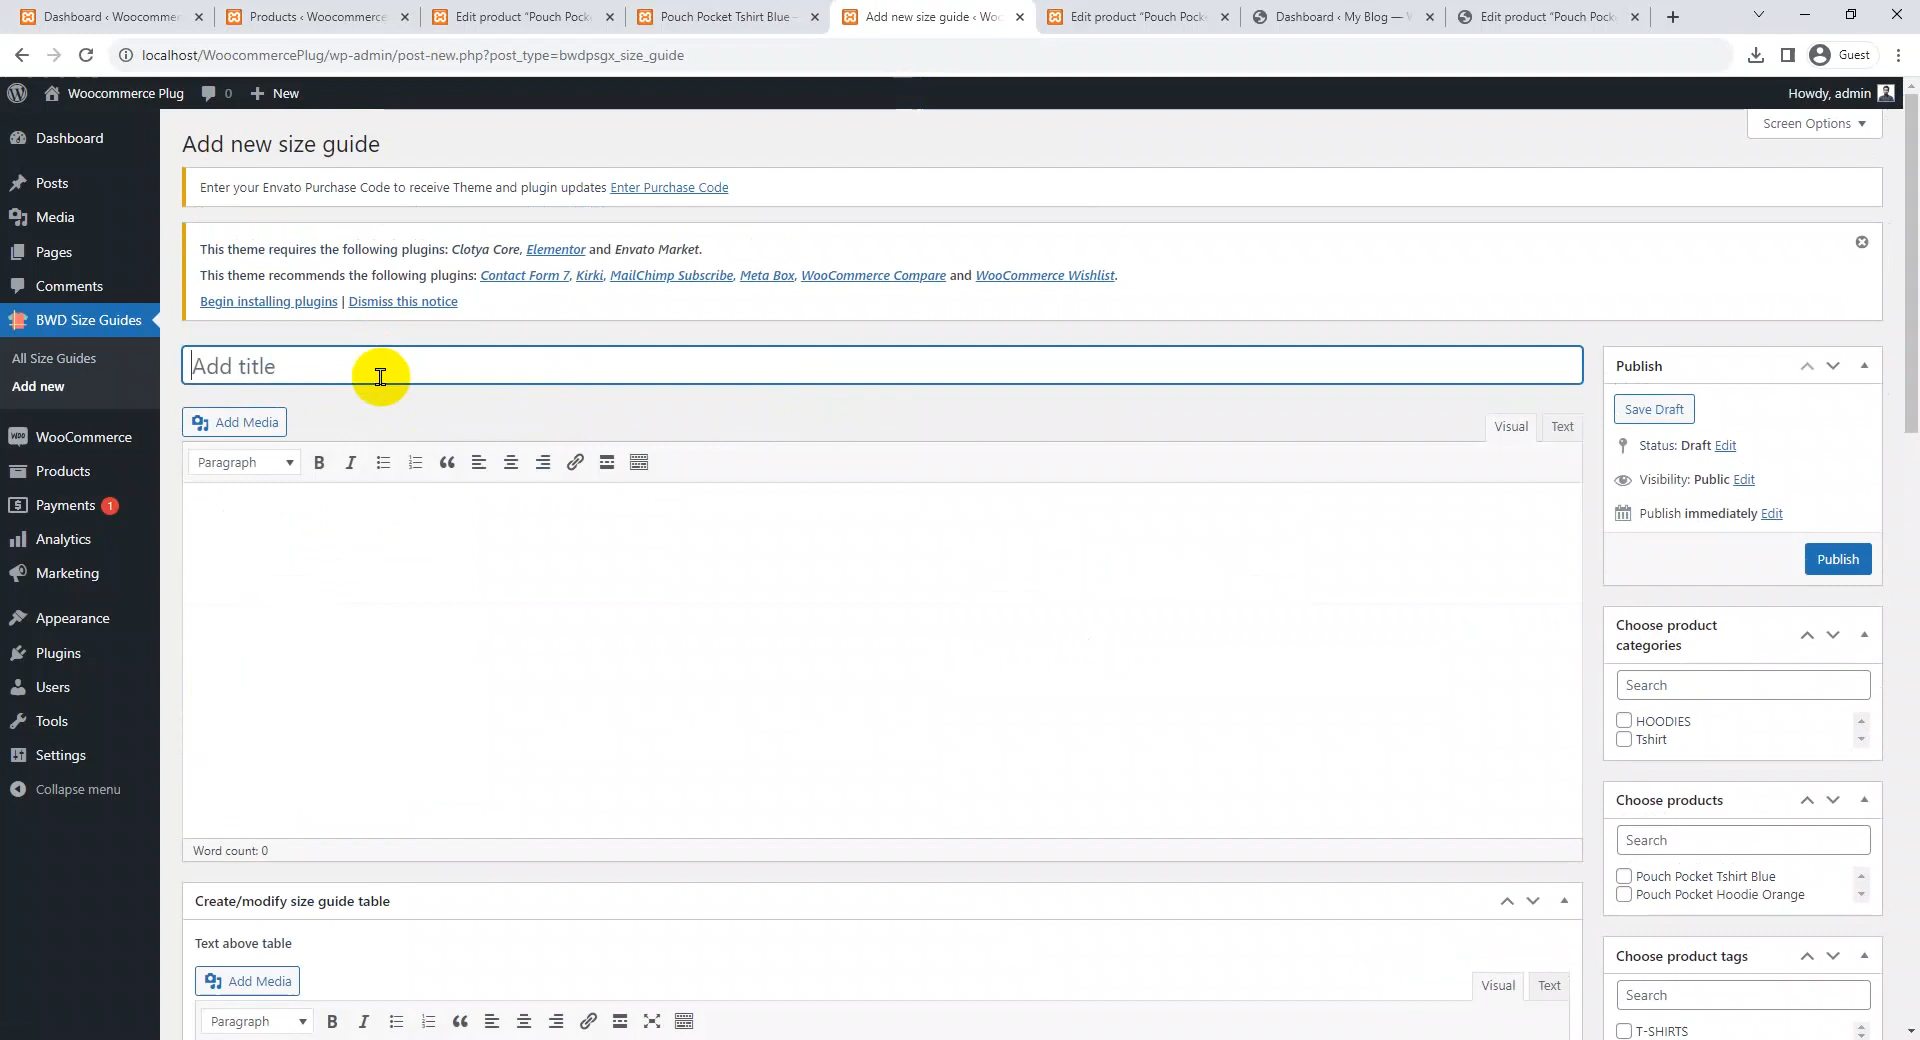 Dashboard ‹ Woocommerc
Products ‹ Woocommerce
Edit product "Pouch Pock
Pouch Pocket Tshirt Blue –
Add new size guide ‹ Woo
Edit product "Pouch Pock
Dashboard ‹ My Blog — W
Edit product "Pouch Pock
localhost/WoocommercePlug/wp-admin/post-new.php?post_type=bwdpsgx_size_guide
Guest
Woocommerce Plug
0
New
Howdy, admin
Screen Options
Dashboard
Posts
Media
Pages
Comments
BWD Size Guides
All Size Guides
Add new
WooCommerce
Products
Payments 1
Analytics
Marketing
Appearance
Plugins
Users
Tools
Settings
Collapse menu
Add new size guide
Enter your Envato Purchase Code to receive Theme and plugin updates Enter Purchase Code
This theme requires the following plugins: Clotya Core, Elementor and Envato Market.
This theme recommends the following plugins: Contact Form 7, Kirki, MailChimp Subscribe, Meta Box, WooCommerce Compare and WooCommerce Wishlist.
Begin installing plugins | Dismiss this notice
Add title
Add Media
Visual
Text
Paragraph
Word count: 0
Create/modify size guide table
Text above table
Add Media
Visual
Text
Paragraph
Publish
Save Draft
Status: Draft Edit
Visibility: Public Edit
Publish immediately Edit
Publish
Choose product
categories
Search
HOODIES
Tshirt
Choose products
Search
Pouch Pocket Tshirt Blue
Pouch Pocket Hoodie Orange
Choose product tags
Search
T-SHIRTS